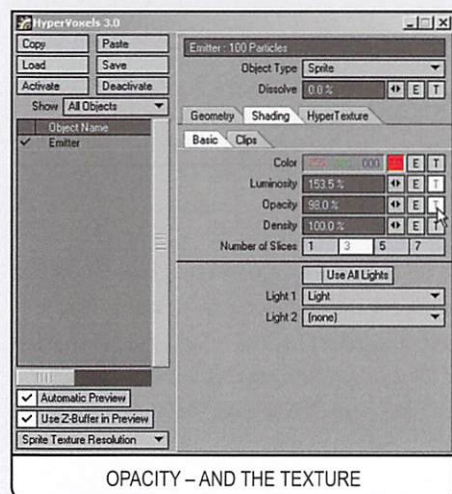 HyperVoxels 3.0
Copy Paste
Load Save
Activate Deactivate
Show All Objects
Object Name
Emitter
Automatic Preview
Use Z-Buffer in Preview
Sprite Texture Resolution
Emitter : 100 Particles
Object Type Sprite
Dissolve 0.0 % E T
Geometry Shading HyperTexture
Basic Clips
Color 000 E T
Luminosity 153.5 % E T
Opacity 98.0 % E T
Density 100.0 % E T
Number of Slices 1 3 5 7
Use All Lights
Light 1 Light
Light 2 (none)
OPACITY – AND THE TEXTURE